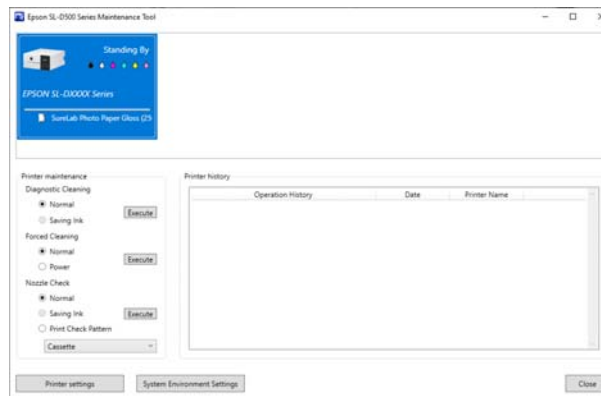 Epson SL-D500 Series Maintenance Tool
Standing By
EPSON SL-DXXXX Series
SureLab Photo Paper Gloss (25
Printer maintenance
Diagnostic Cleaning
Normal
Saving Ink
Execute
Forced Cleaning
Normal
Power
Execute
Nozzle Check
Normal
Saving Ink
Execute
Print Check Pattern
Cassette
Printer history
Operation History Date Printer Name
Printer settings
System Environment Settings
Close